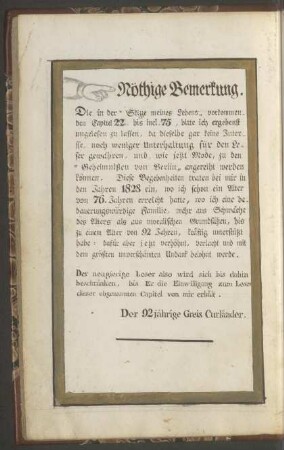 Nöthige Bemerkung.
Die in der Skize meines Lebens, vorkommen
den Capitel 22. bis incl. 75, bitte ich ergebenst
ungelesen zu lassen, da dieselbe gar keine Intere-
sse, noch weniger Unterhaltung für den Le-
ser gewähren, und, wie jetzt Mode, zu den
Geheimnißen von Berlin, angereiht werden
können. Diese Begebenheiten traten bei mir in
den Jahren 1828 ein, wo ich schon ein Alter
von 76. Jahren erreicht hatte, wo ich eine be-
dauerungswürdige Familie, mehr aus Schwäche
des Alters als aus moralischen Grundsätzen, bis
zu einem Alter von 92 Jahren, kräftig unterstützt
habe: dafür aber jetzt verhöhnt, verlacht und mit
dem größten Undank belohnt werde.
Der neugierige Leser also wird sich bis dahin
beschränken, bis Er die Einwilligung zum Lesen
dieser abgenannten Capitel von mir erhält.
Der 92jährige Greis Curländer.